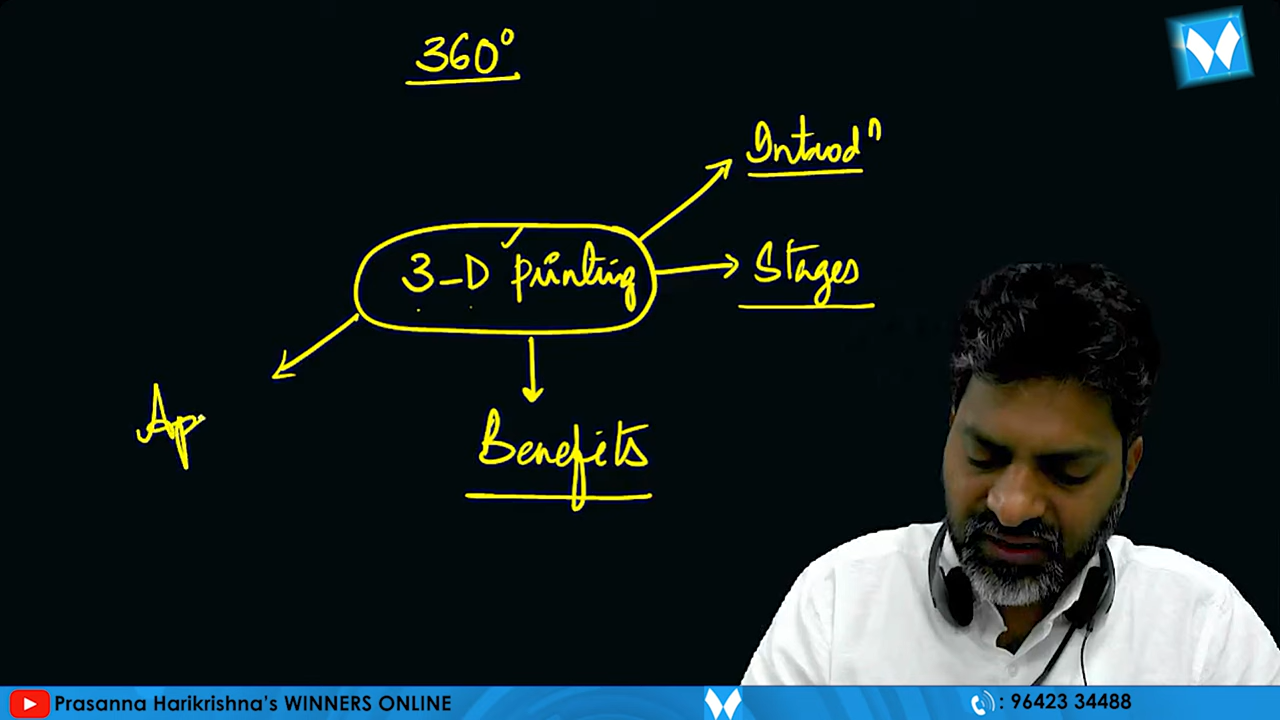 360°
Introdⁿ
3-D printing
Stages
Ap
Benefits
Prasanna Harikrishna's WINNERS ONLINE
: 96423 34488